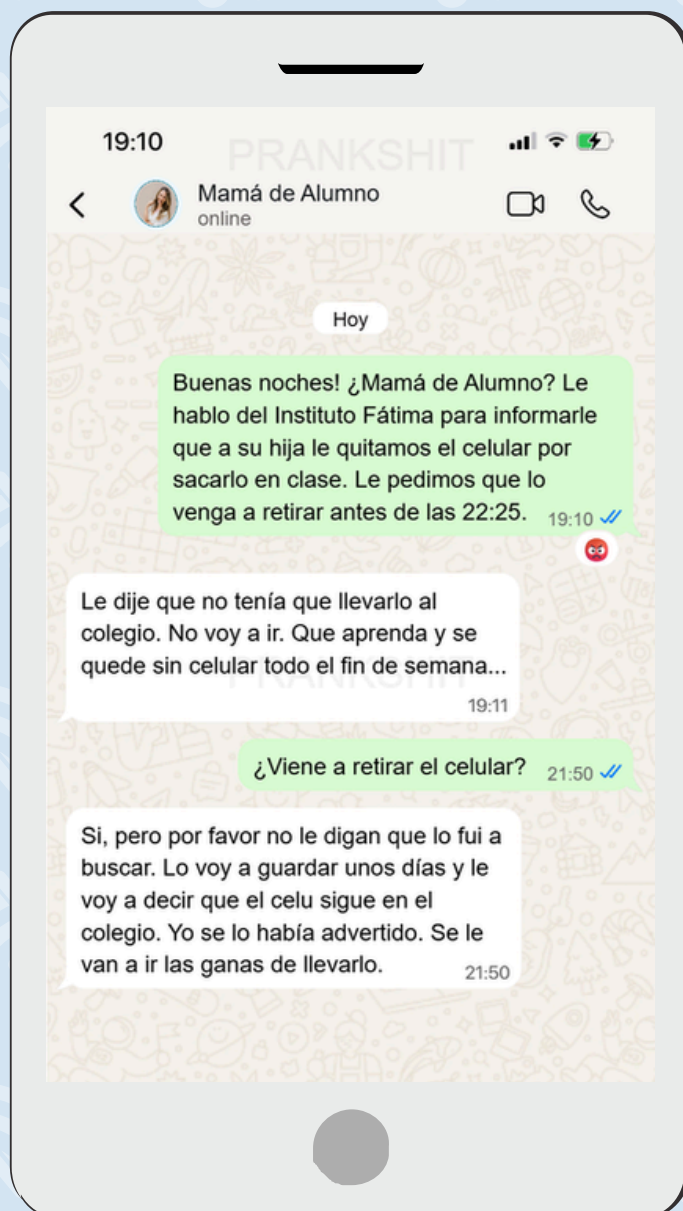 19:10
PRANKSHIT
Mamá de Alumno
online
Hoy
Buenas noches! ¿Mamá de Alumno? Le
hablo del Instituto Fátima para informarle
que a su hija le quitamos el celular por
sacarlo en clase. Le pedimos que lo
venga a retirar antes de las 22:25.
19:10
Le dije que no tenía que llevarlo al
colegio. No voy a ir. Que aprenda y se
quede sin celular todo el fin de semana...
PRANKSHIT
19:11
¿Viene a retirar el celular?
21:50
Si, pero por favor no le digan que lo fui a
buscar. Lo voy a guardar unos días y le
voy a decir que el celu sigue en el
colegio. Yo se lo había advertido. Se le
van a ir las ganas de llevarlo.
21:50